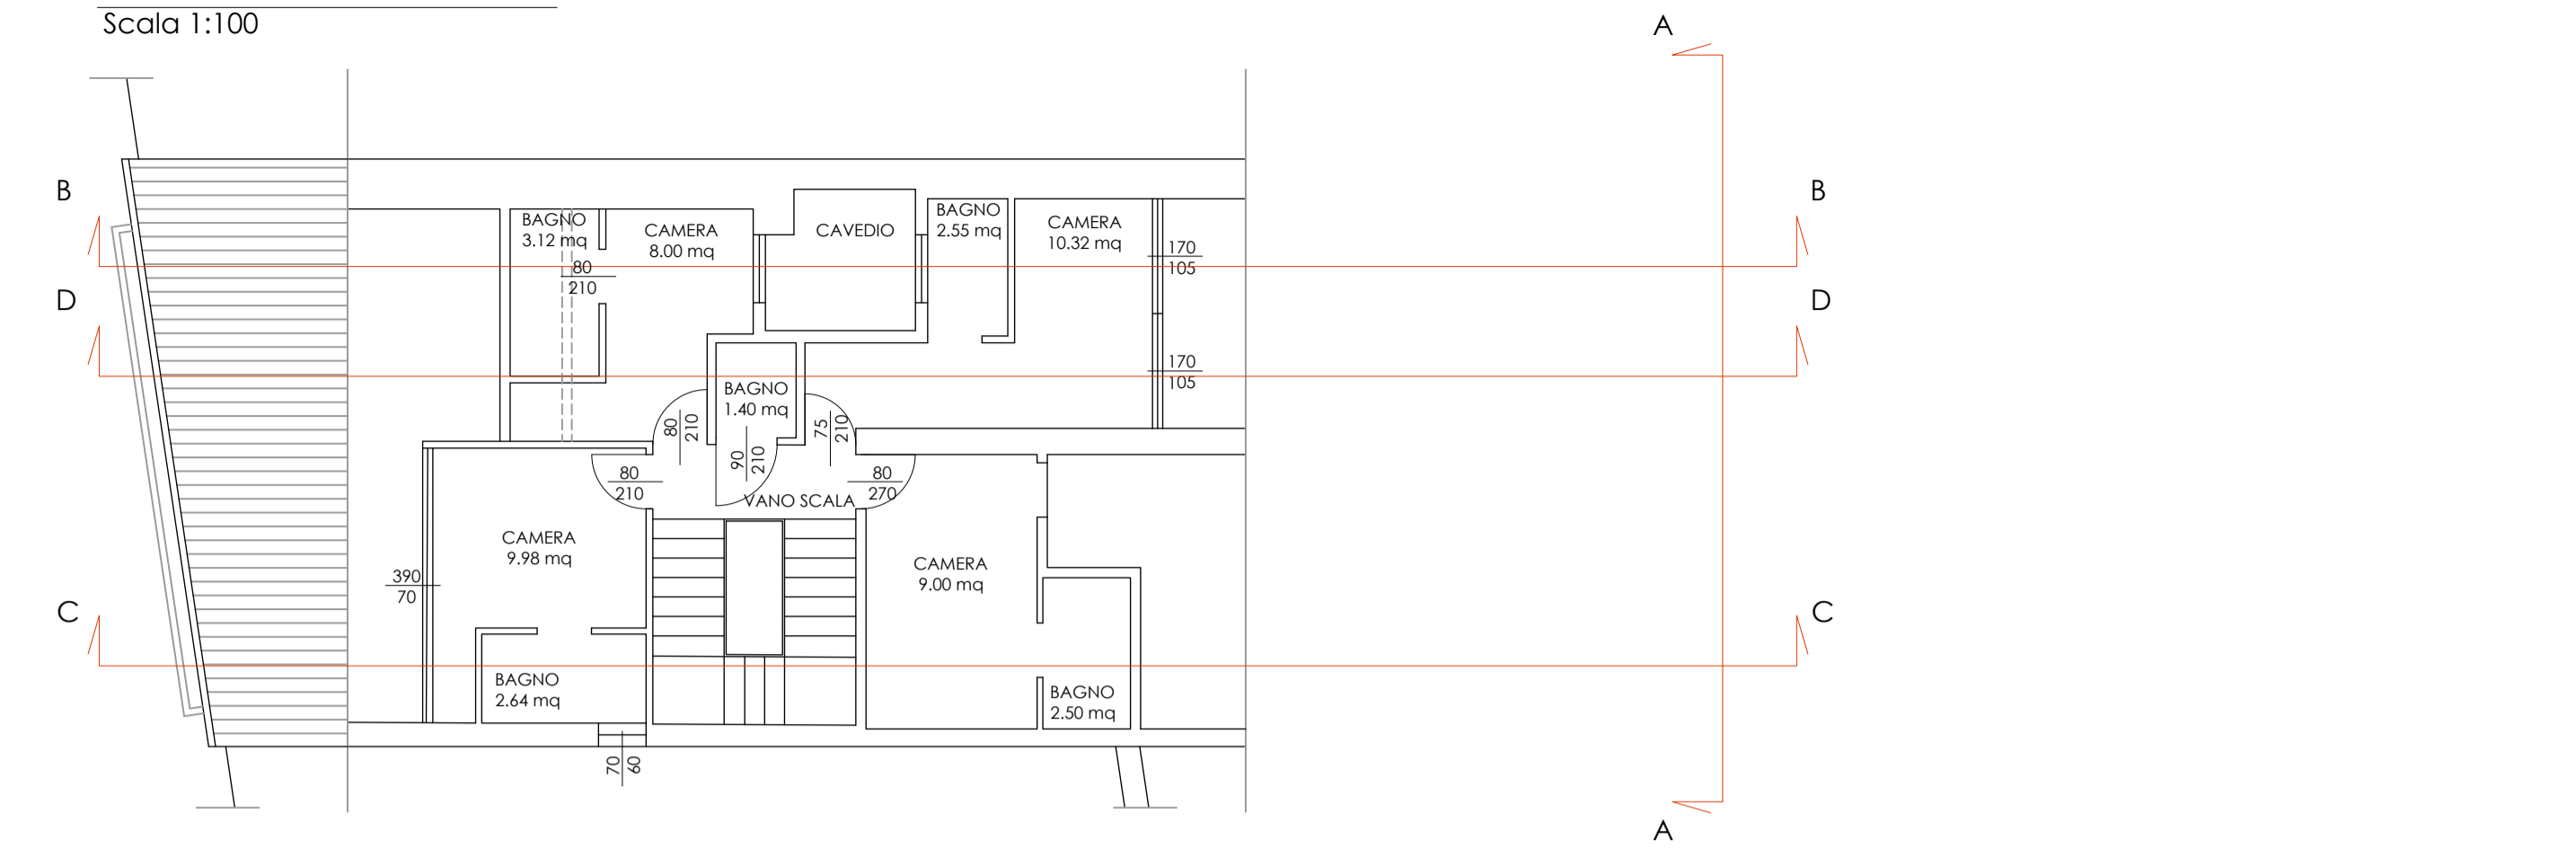 Scala 1:100
A
B
B
BAGNO
3.12 mq
CAMERA
8.00 mq
CAVEDIO
BAGNO
2.55 mq
CAMERA
10.32 mq
170
105
80
210
D
D
170
105
BAGNO
1.40 mq
80
210
75
210
90
210
80
210
80
270
VANO SCALA
CAMERA
9.98 mq
CAMERA
9.00 mq
390
70
C
C
BAGNO
2.64 mq
BAGNO
2.50 mq
70
60
A